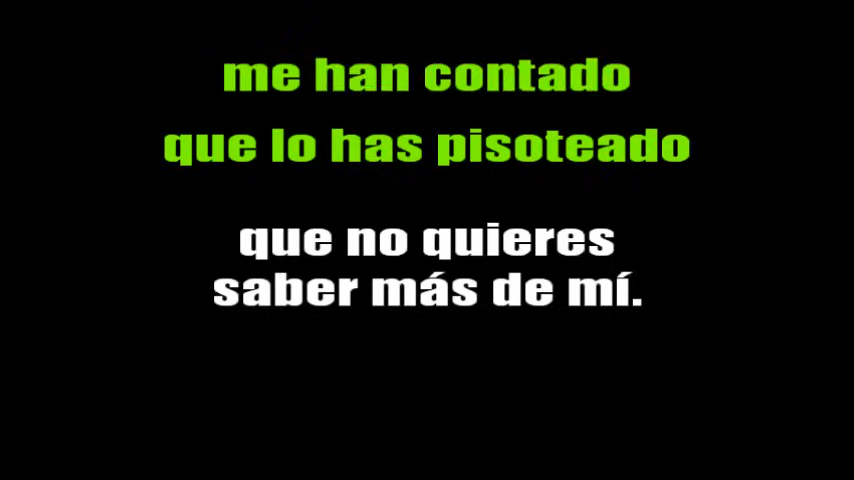 me han contado
que lo has pisoteado
que no quieres
saber más de mí.